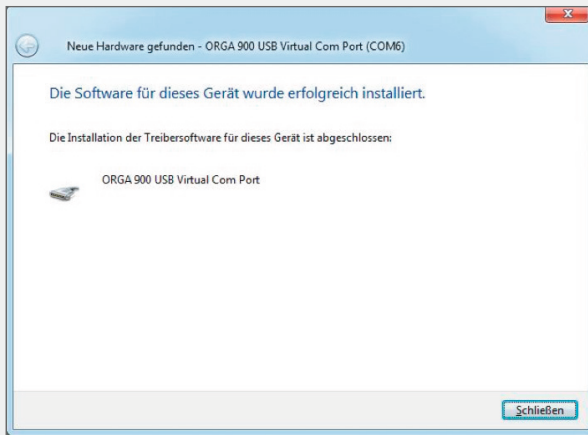 Neue Hardware gefunden - ORGA 900 USB Virtual Com Port (COM6)
Die Software für dieses Gerät wurde erfolgreich installiert.
Die Installation der Treibersoftware für dieses Gerät ist abgeschlossen:
ORGA 900 USB Virtual Com Port
Schließen